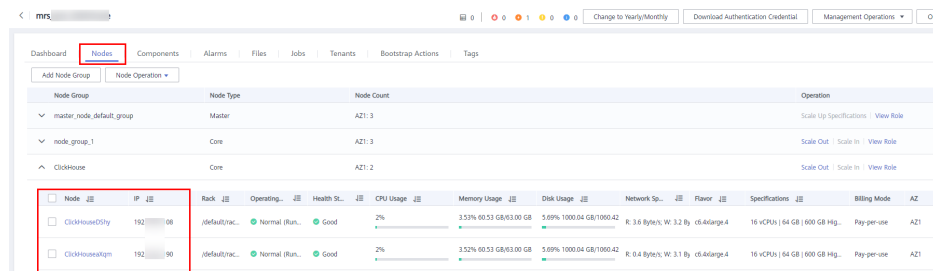 < mrs_
0 0 1 0 0 Change to Yearly/Monthly Download Authentication Credential Management Operations
Dashboard Nodes Components Alarms Files Jobs Tenants Bootstrap Actions Tags
Add Node Group Node Operation
Node Group Node Type Node Count Operation
master_node_default_group Master AZ1: 3 Scale Up Specifications View Role
node_group_1 Core AZ1: 3 Scale Out Scale In View Role
ClickHouse Core AZ1: 2 Scale Out Scale In View Role
Node IP Rack Operating... Health St... CPU Usage Memory Usage Disk Usage Network Sp... Flavor Specifications Billing Mode AZ
ClickHouseDShy 192 08 /default/rac... Normal (Run... Good 2% 3.53% 60.53 GB/63.00 GB 5.69% 1000.04 GB/1060.42 R: 3.6 Byte/s; W: 3.2 By c6.4xlarge.4 16 vCPUs | 64 GB | 600 GB Hig... Pay-per-use AZ1
ClickHouseaXqm 192 90 /default/rac... Normal (Run... Good 2% 3.52% 60.53 GB/63.00 GB 5.69% 1000.04 GB/1060.42 R: 0.4 Byte/s; W: 3.1 By c6.4xlarge.4 16 vCPUs | 64 GB | 600 GB Hig... Pay-per-use AZ1